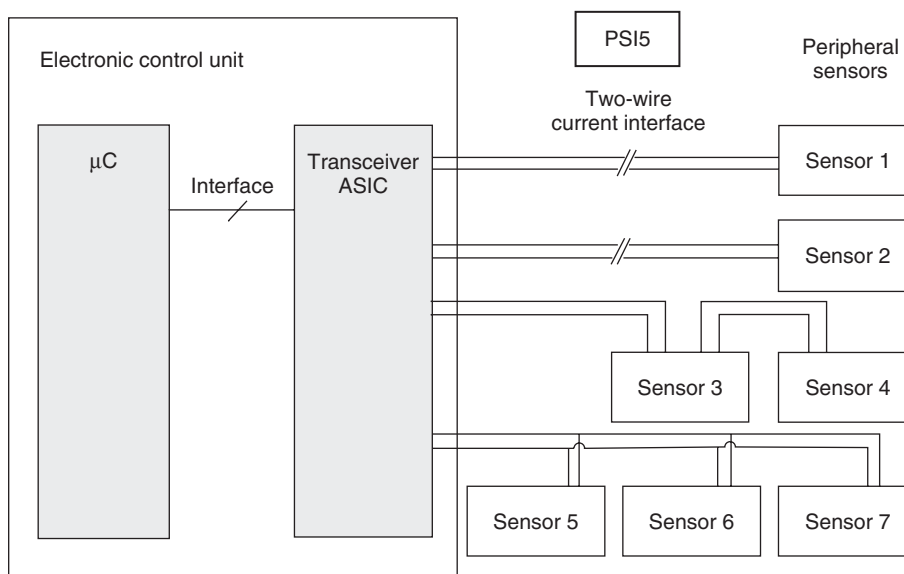 PSI5
Peripheral
sensors
Electronic control unit
Two-wire
current interface
μC
Interface
Transceiver
ASIC
Sensor 1
Sensor 2
Sensor 3
Sensor 4
Sensor 5
Sensor 6
Sensor 7